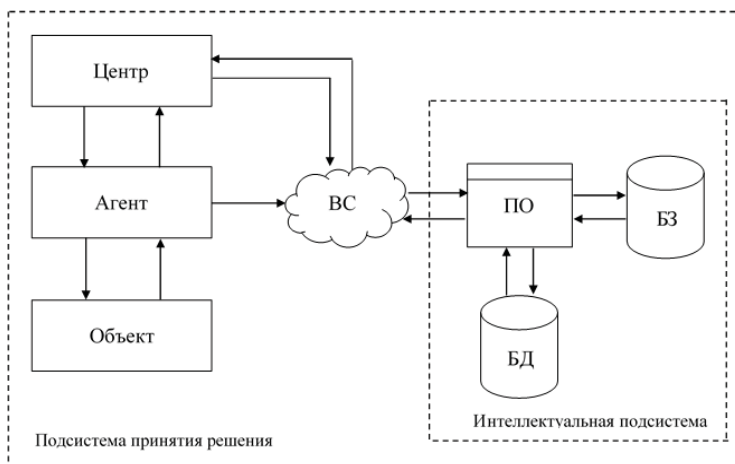 Центр
Агент
ВС
ПО
БЗ
Объект
БД
Интеллектуальная подсистема
Подсистема принятия решения